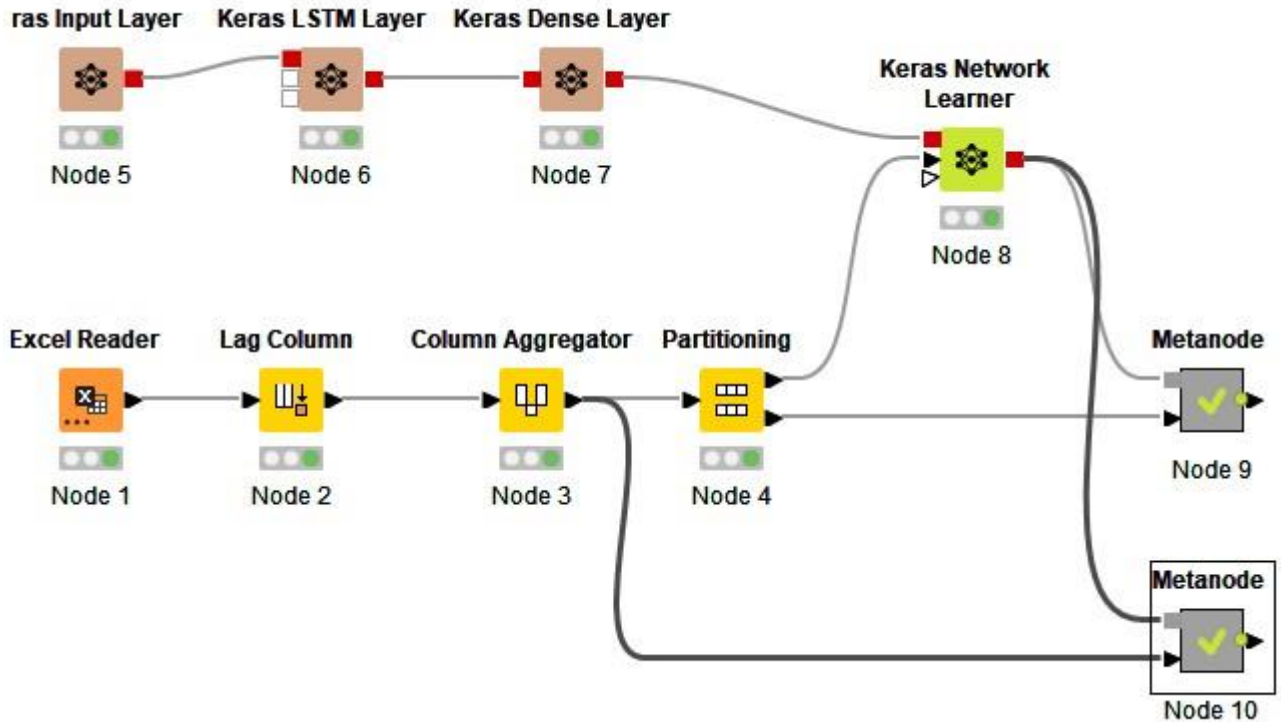 ras Input Layer
Keras LSTM Layer
Keras Dense Layer
Keras Network
Learner
Node 5
Node 6
Node 7
Node 8
Excel Reader
Lag Column
Column Aggregator
Partitioning
Metanode
Node 1
Node 2
Node 3
Node 4
Node 9
Metanode
Node 10